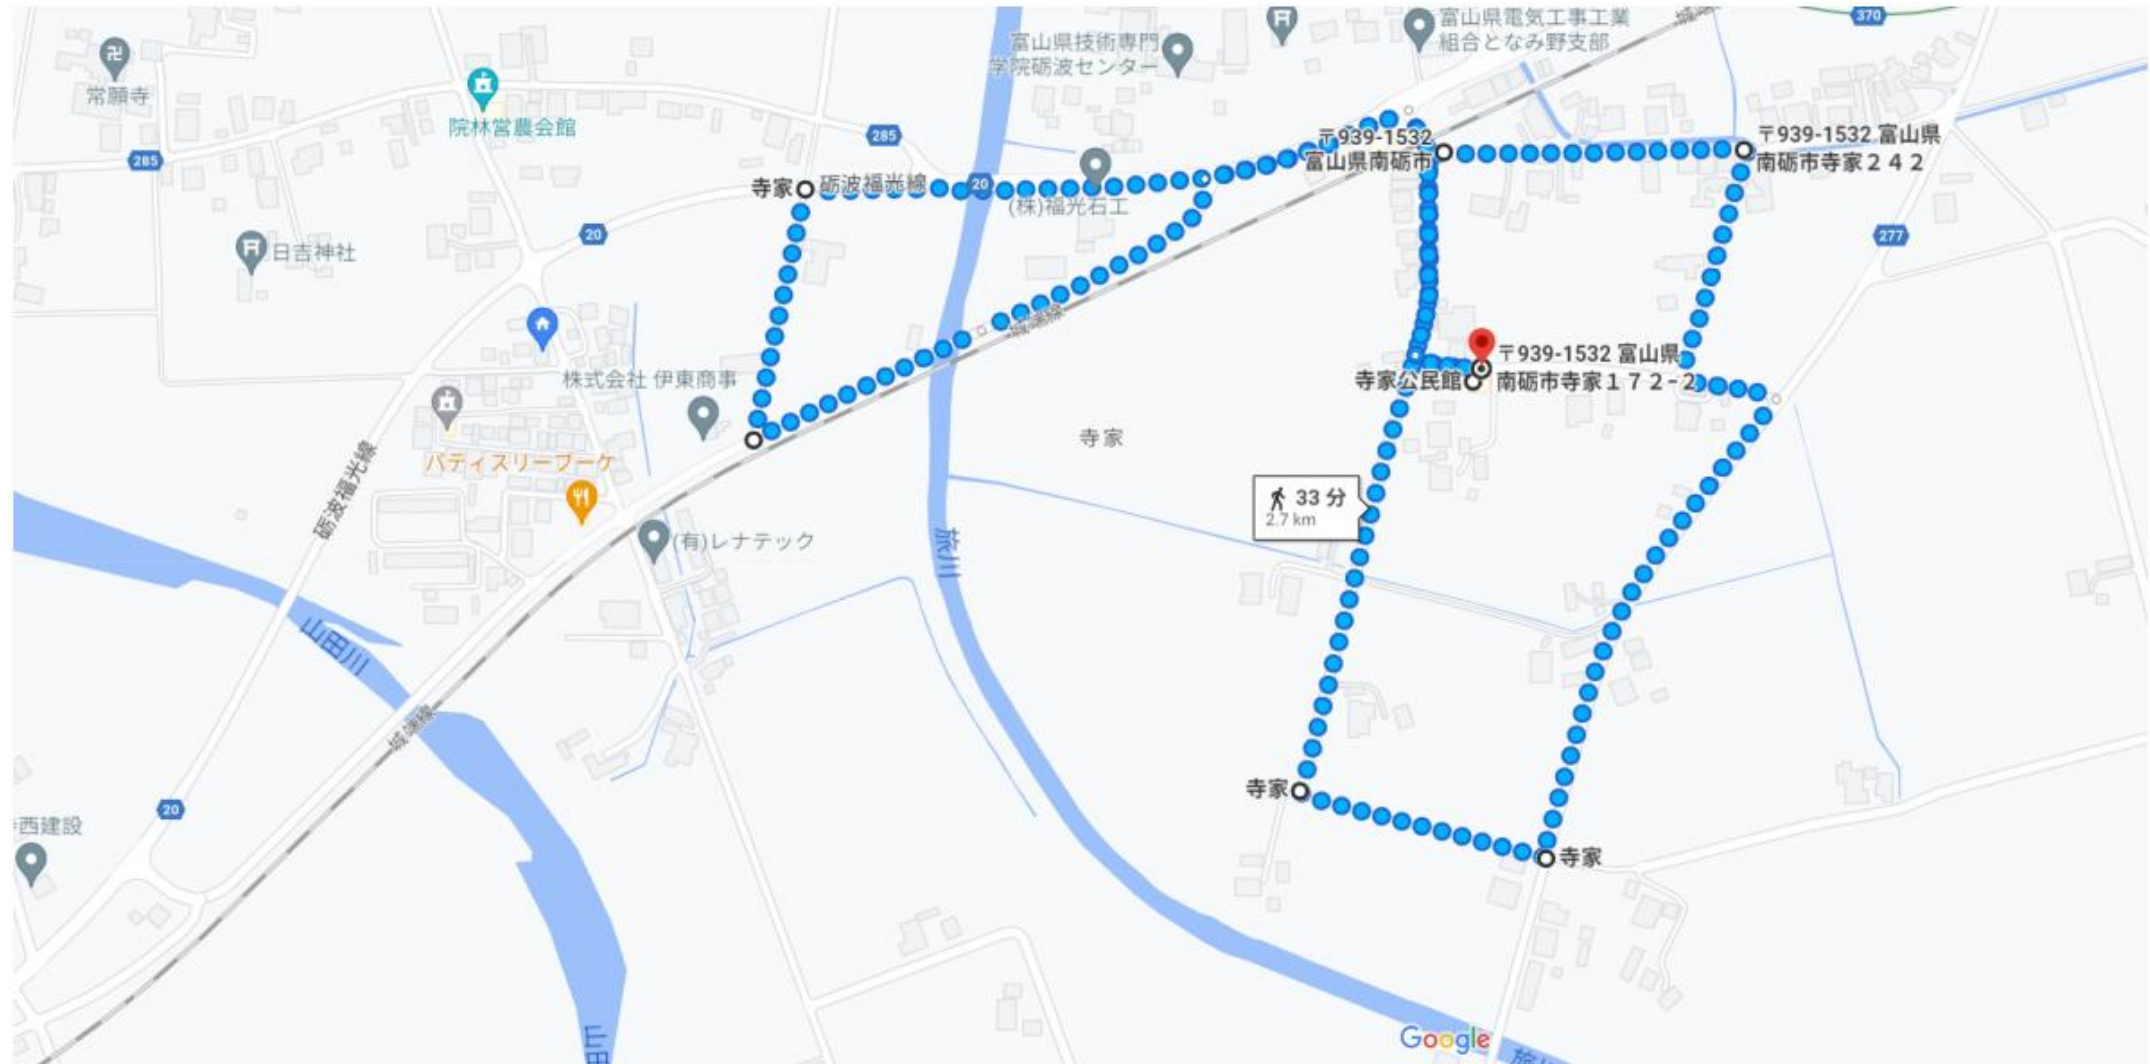 富山県電気工事工業
組合となみ野支部
370
富山県技術専門
学院砺波センター
常願寺
院林営農会館
285
285
〒939-1532
富山県南砺市
〒939-1532 富山県
南砺市寺家２４２
寺家
砺波福光線
20
(株)福光石工
20
277
日吉神社
城端線
〒939-1532 富山県
南砺市寺家１７２−２
寺家公民館
株式会社 伊東商事
寺家
パティスリーブーケ
砺波福光線
33 分
2.7 km
(有)レナテック
旅川
山田川
城端線
寺家
20
西建設
寺家
Google
山田